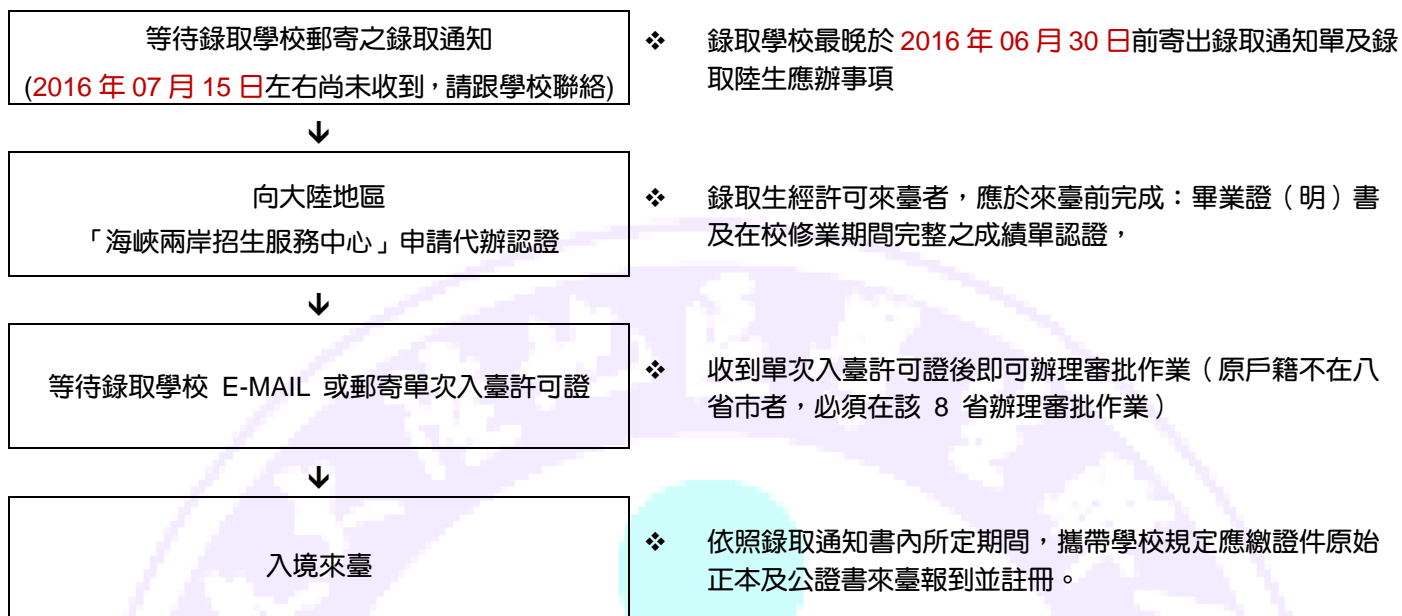 等待錄取學校郵寄之錄取通知
(2016 年 07 月 15 日左右尚未收到，請跟學校聯絡)
❖ 錄取學校最晚於 2016 年 06 月 30 日前寄出錄取通知單及錄
取陸生應辦事項
向大陸地區
「海峽兩岸招生服務中心」申請代辦認證
❖ 錄取生經許可來臺者，應於來臺前完成：畢業證（明）書
及在校修業期間完整之成績單認證，
等待錄取學校 E-MAIL 或郵寄單次入臺許可證
❖ 收到單次入臺許可證後即可辦理審批作業（原戶籍不在八
省市者，必須在該 8 省辦理審批作業）
入境來臺
❖ 依照錄取通知書內所定期間，攜帶學校規定應繳證件原始
正本及公證書來臺報到並註冊。